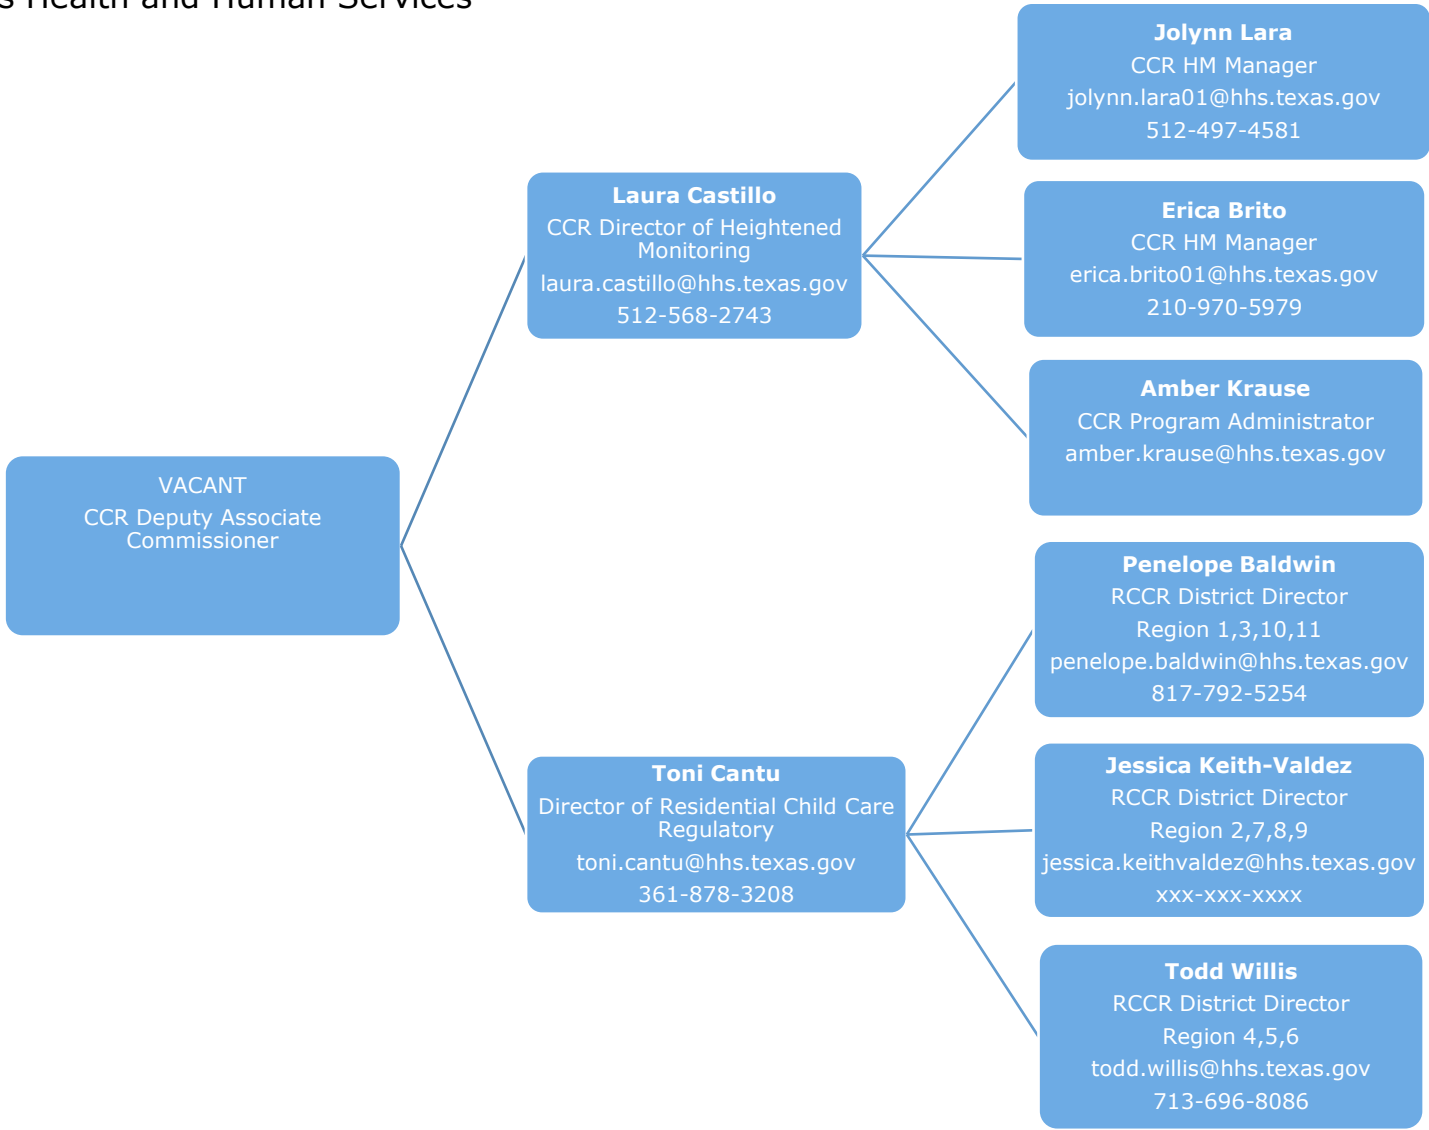 s Health and Human Services
Jolynn Lara
CCR HM Manager
jolynn.lara01@hhs.texas.gov
512-497-4581
Laura Castillo
CCR Director of Heightened
Monitoring
laura.castillo@hhs.texas.gov
512-568-2743
Erica Brito
CCR HM Manager
erica.brito01@hhs.texas.gov
210-970-5979
Amber Krause
CCR Program Administrator
amber.krause@hhs.texas.gov
VACANT
CCR Deputy Associate
Commissioner
Penelope Baldwin
RCCR District Director
Region 1,3,10,11
penelope.baldwin@hhs.texas.gov
817-792-5254
Toni Cantu
Director of Residential Child Care
Regulatory
toni.cantu@hhs.texas.gov
361-878-3208
Jessica Keith-Valdez
RCCR District Director
Region 2,7,8,9
jessica.keithvaldez@hhs.texas.gov
xxx-xxx-xxxx
Todd Willis
RCCR District Director
Region 4,5,6
todd.willis@hhs.texas.gov
713-696-8086